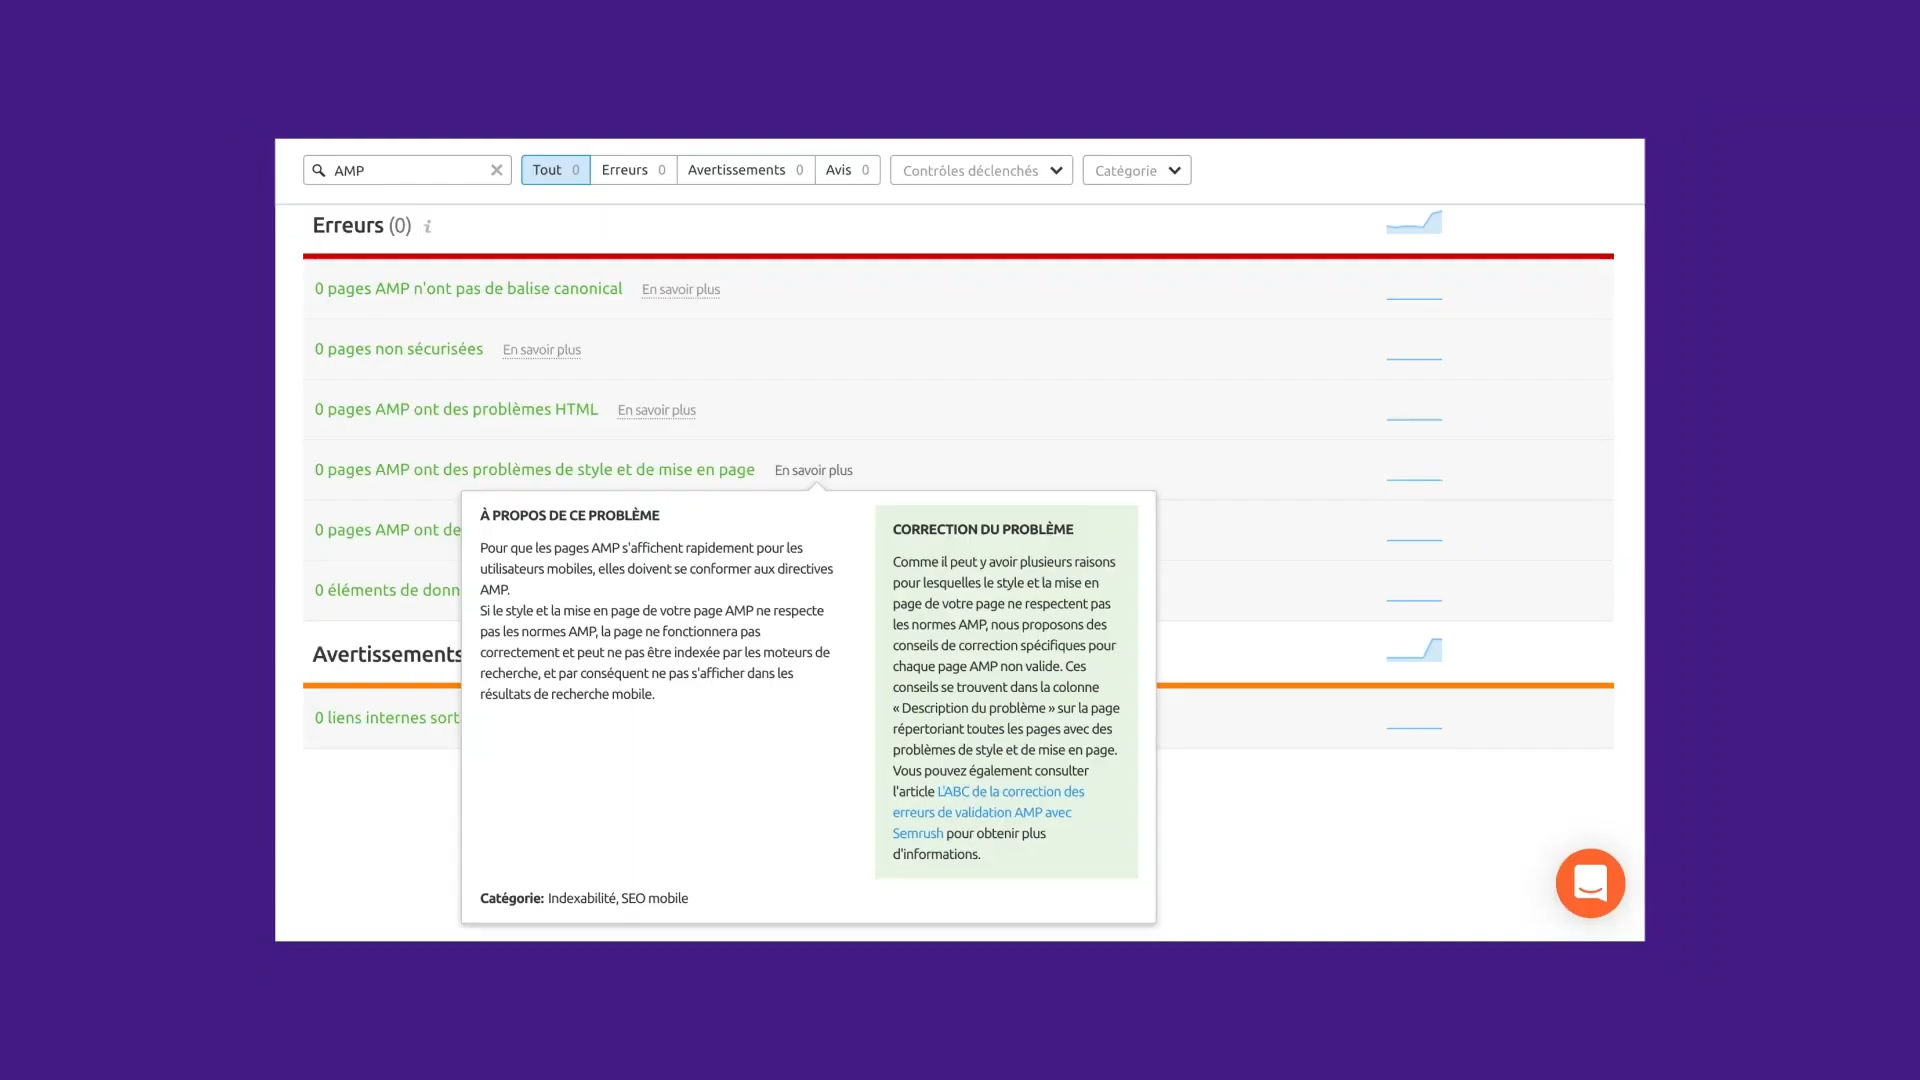 AMP
Tout 0
Erreurs 0
Avertissements 0
Avis 0
Contrôles déclenchés
Catégorie
Erreurs (0) i
0 pages AMP n'ont pas de balise canonical En savoir plus
0 pages non sécurisées En savoir plus
0 pages AMP ont des problèmes HTML En savoir plus
0 pages AMP ont des problèmes de style et de mise en page En savoir plus
0 pages AMP ont de
0 éléments de donn
Avertissements
0 liens internes sort
À PROPOS DE CE PROBLÈME
Pour que les pages AMP s'affichent rapidement pour les
utilisateurs mobiles, elles doivent se conformer aux directives
AMP.
Si le style et la mise en page de votre page AMP ne respecte
pas les normes AMP, la page ne fonctionnera pas
correctement et peut ne pas être indexée par les moteurs de
recherche, et par conséquent ne pas s'afficher dans les
résultats de recherche mobile.
CORRECTION DU PROBLÈME
Comme il peut y avoir plusieurs raisons
pour lesquelles le style et la mise en
page de votre page ne respectent pas
les normes AMP, nous proposons des
conseils de correction spécifiques pour
chaque page AMP non valide. Ces
conseils se trouvent dans la colonne
« Description du problème » sur la page
répertoriant toutes les pages avec des
problèmes de style et de mise en page.
Vous pouvez également consulter
l'article L'ABC de la correction des
erreurs de validation AMP avec
Semrush pour obtenir plus
d'informations.
Catégorie: Indexabilité, SEO mobile